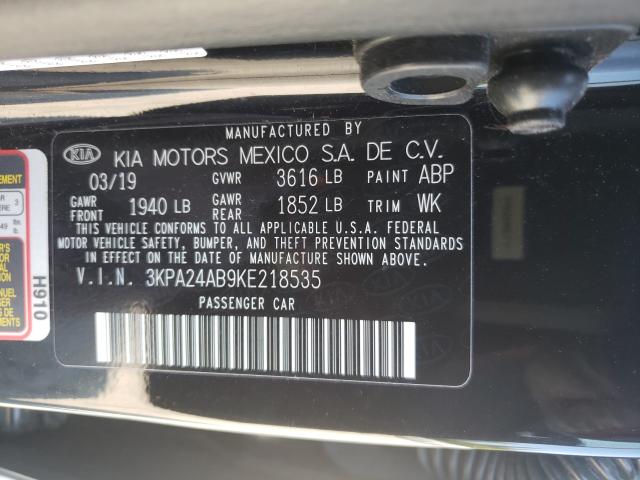 MANUFACTURED BY
KIA KIA MOTORS MEXICO S.A. DE C.V.
03/19 GVWR 3616 LB PAINT ABP
GAWR FRONT 1940 LB GAWR REAR 1852 LB TRIM WK
THIS VEHICLE CONFORMS TO ALL APPLICABLE U.S.A. FEDERAL
MOTOR VEHICLE SAFETY, BUMPER, AND THEFT PREVENTION STANDARDS
IN EFFECT ON THE DATE OF MANUFACTURE SHOWN ABOVE.
V.I.N. 3KPA24AB9KE218535
PASSENGER CAR
H910